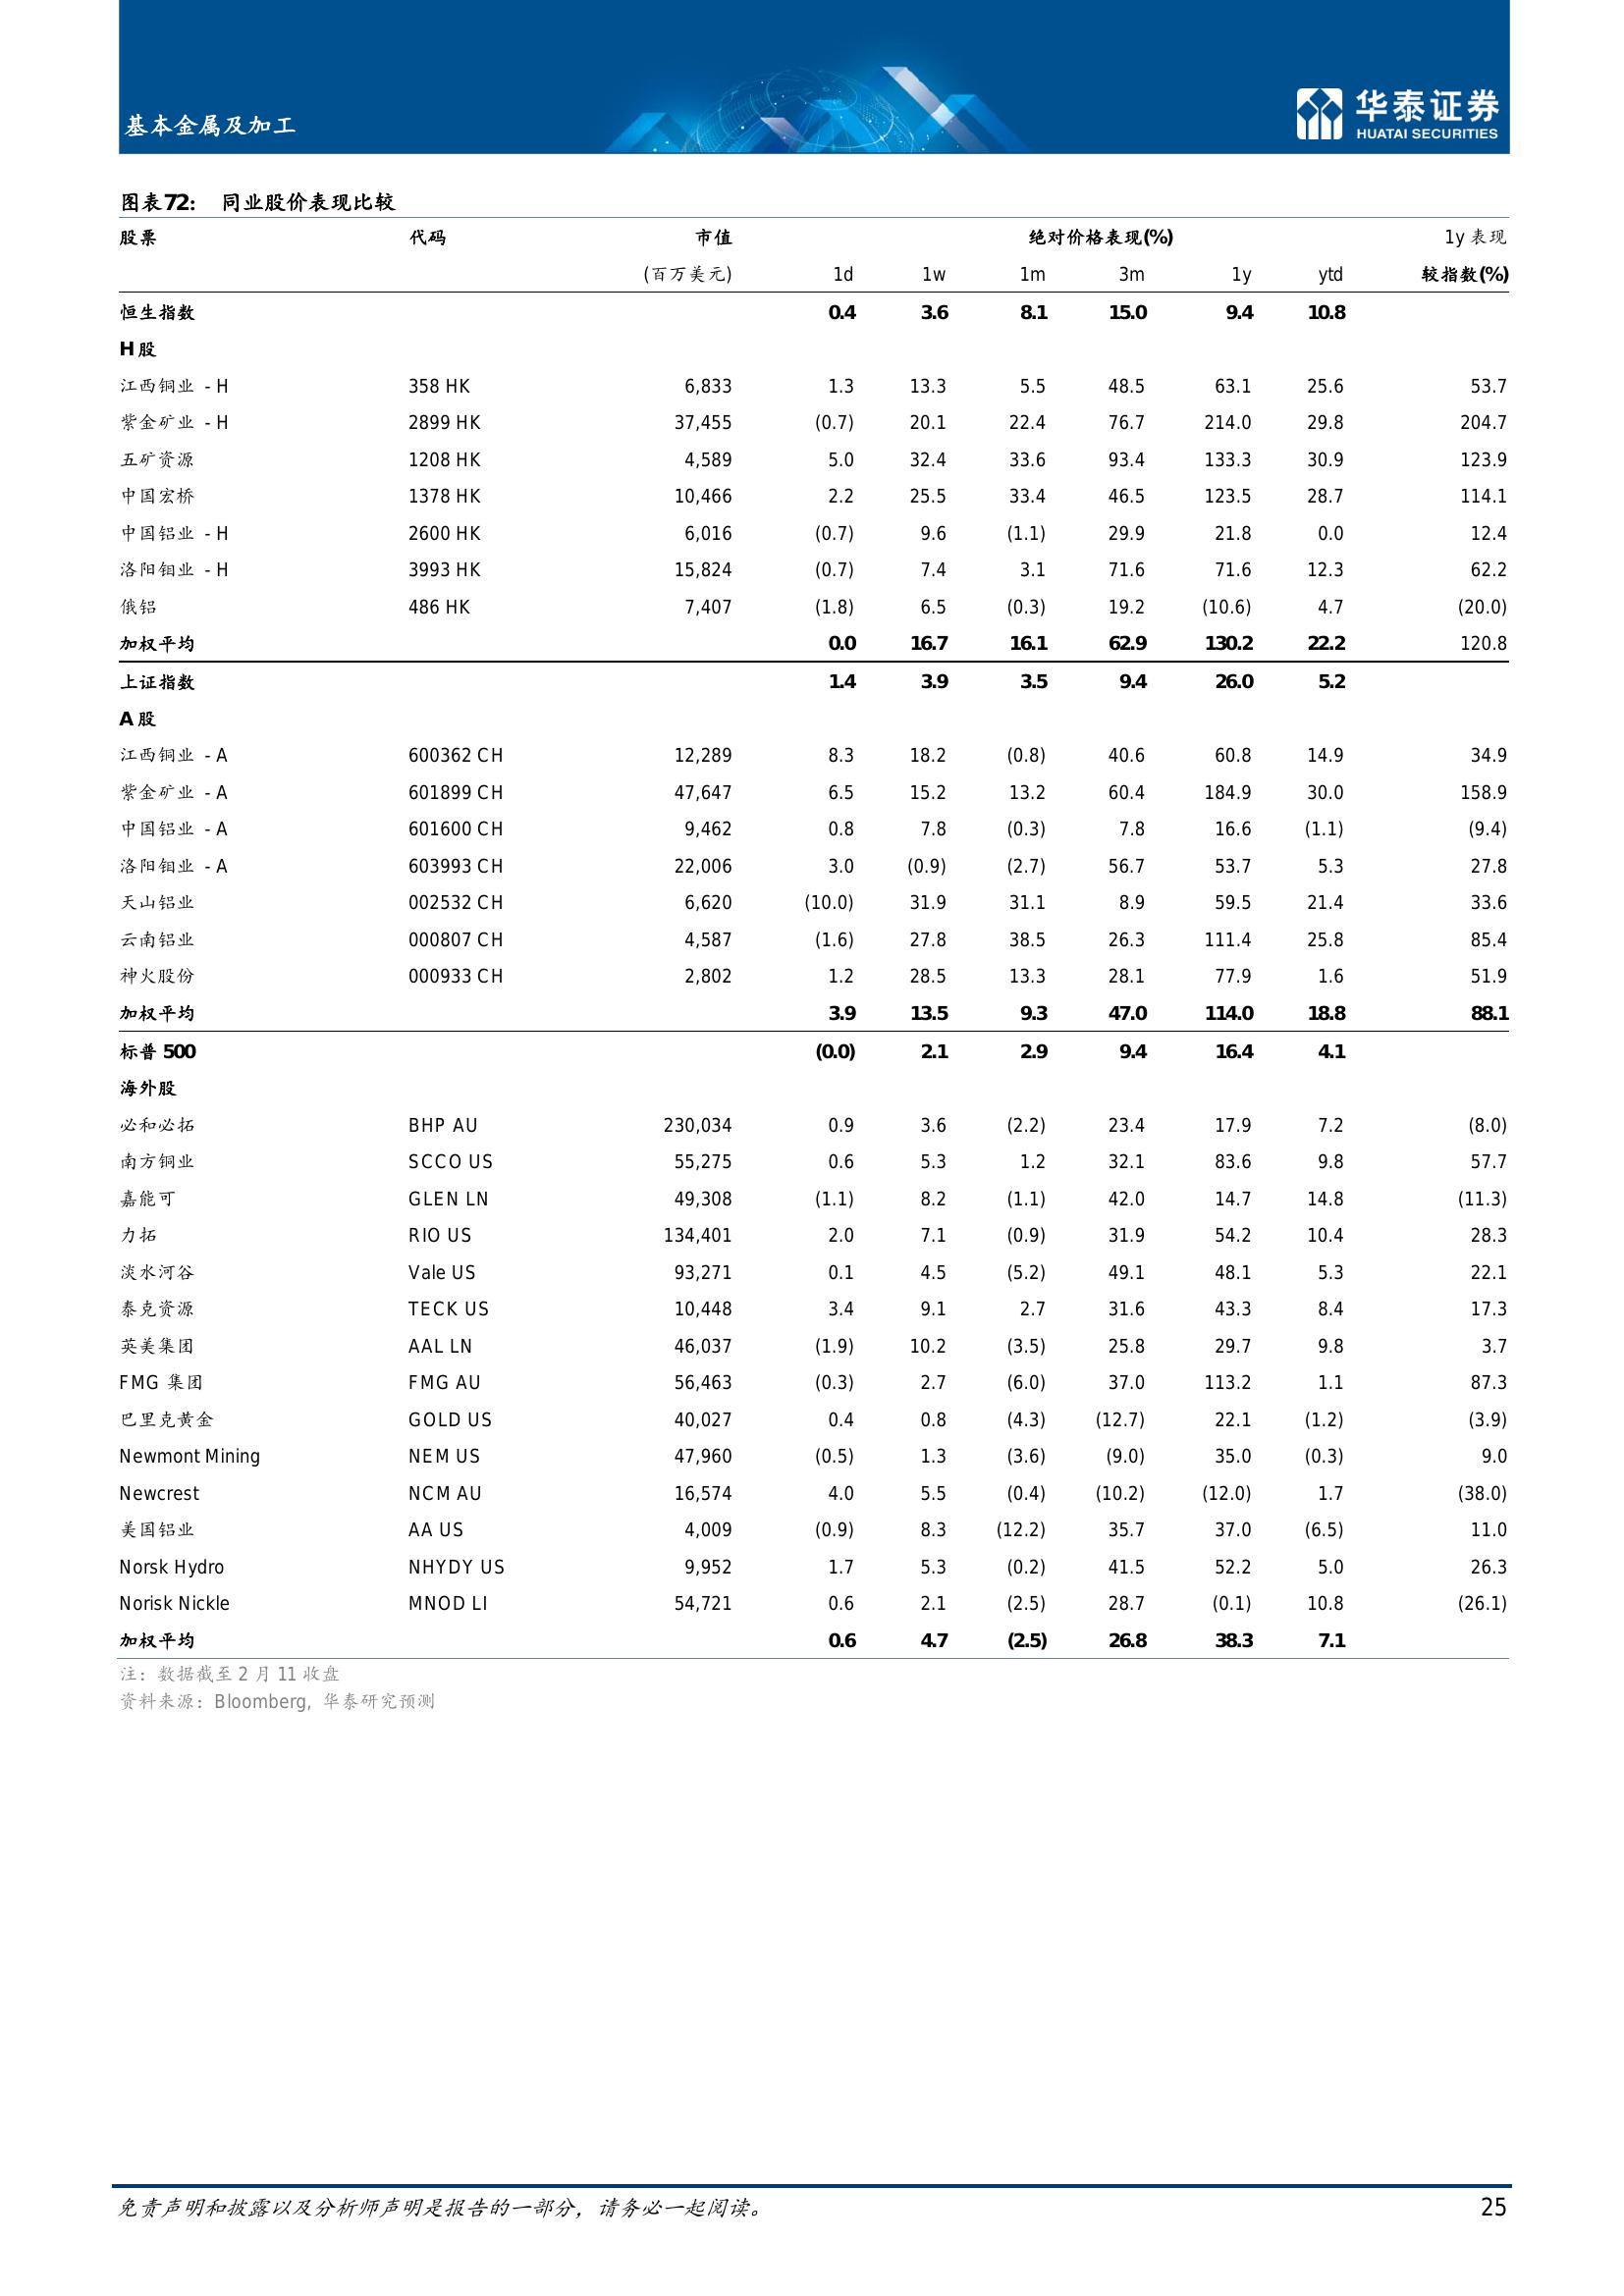 基本金属及加工
华泰证券
HUATAI SECURITIES
图表72: 同业股价表现比较
股票 代码 市值 绝对价格表现(%) 1y 表现
(百万美元) 1d 1w 1m 3m 1y ytd 较指数(%)
恒生指数 0.4 3.6 8.1 15.0 9.4 10.8
H股
江西铜业 - H 358 HK 6,833 1.3 13.3 5.5 48.5 63.1 25.6 53.7
紫金矿业 - H 2899 HK 37,455 (0.7) 20.1 22.4 76.7 214.0 29.8 204.7
五矿资源 1208 HK 4,589 5.0 32.4 33.6 93.4 133.3 30.9 123.9
中国宏桥 1378 HK 10,466 2.2 25.5 33.4 46.5 123.5 28.7 114.1
中国铝业 - H 2600 HK 6,016 (0.7) 9.6 (1.1) 29.9 21.8 0.0 12.4
洛阳钼业 - H 3993 HK 15,824 (0.7) 7.4 3.1 71.6 71.6 12.3 62.2
俄铝 486 HK 7,407 (1.8) 6.5 (0.3) 19.2 (10.6) 4.7 (20.0)
加权平均 0.0 16.7 16.1 62.9 130.2 22.2 120.8
上证指数 1.4 3.9 3.5 9.4 26.0 5.2
A股
江西铜业 - A 600362 CH 12,289 8.3 18.2 (0.8) 40.6 60.8 14.9 34.9
紫金矿业 - A 601899 CH 47,647 6.5 15.2 13.2 60.4 184.9 30.0 158.9
中国铝业 - A 601600 CH 9,462 0.8 7.8 (0.3) 7.8 16.6 (1.1) (9.4)
洛阳钼业 - A 603993 CH 22,006 3.0 (0.9) (2.7) 56.7 53.7 5.3 27.8
天山铝业 002532 CH 6,620 (10.0) 31.9 31.1 8.9 59.5 21.4 33.6
云南铝业 000807 CH 4,587 (1.6) 27.8 38.5 26.3 111.4 25.8 85.4
神火股份 000933 CH 2,802 1.2 28.5 13.3 28.1 77.9 1.6 51.9
加权平均 3.9 13.5 9.3 47.0 114.0 18.8 88.1
标普 500 (0.0) 2.1 2.9 9.4 16.4 4.1
海外股
必和必拓 BHP AU 230,034 0.9 3.6 (2.2) 23.4 17.9 7.2 (8.0)
南方铜业 SCCO US 55,275 0.6 5.3 1.2 32.1 83.6 9.8 57.7
嘉能可 GLEN LN 49,308 (1.1) 8.2 (1.1) 42.0 14.7 14.8 (11.3)
力拓 RIO US 134,401 2.0 7.1 (0.9) 31.9 54.2 10.4 28.3
淡水河谷 Vale US 93,271 0.1 4.5 (5.2) 49.1 48.1 5.3 22.1
泰克资源 TECK US 10,448 3.4 9.1 2.7 31.6 43.3 8.4 17.3
英美集团 AAL LN 46,037 (1.9) 10.2 (3.5) 25.8 29.7 9.8 3.7
FMG 集团 FMG AU 56,463 (0.3) 2.7 (6.0) 37.0 113.2 1.1 87.3
巴里克黄金 GOLD US 40,027 0.4 0.8 (4.3) (12.7) 22.1 (1.2) (3.9)
Newmont Mining NEM US 47,960 (0.5) 1.3 (3.6) (9.0) 35.0 (0.3) 9.0
Newcrest NCM AU 16,574 4.0 5.5 (0.4) (10.2) (12.0) 1.7 (38.0)
美国铝业 AA US 4,009 (0.9) 8.3 (12.2) 35.7 37.0 (6.5) 11.0
Norsk Hydro NHYDY US 9,952 1.7 5.3 (0.2) 41.5 52.2 5.0 26.3
Norisk Nickle MNOD LI 54,721 0.6 2.1 (2.5) 28.7 (0.1) 10.8 (26.1)
加权平均 0.6 4.7 (2.5) 26.8 38.3 7.1
注：数据截至 2 月 11 收盘
资料来源：Bloomberg, 华泰研究预测
免责声明和披露以及分析师声明是报告的一部分，请务必一起阅读。 25